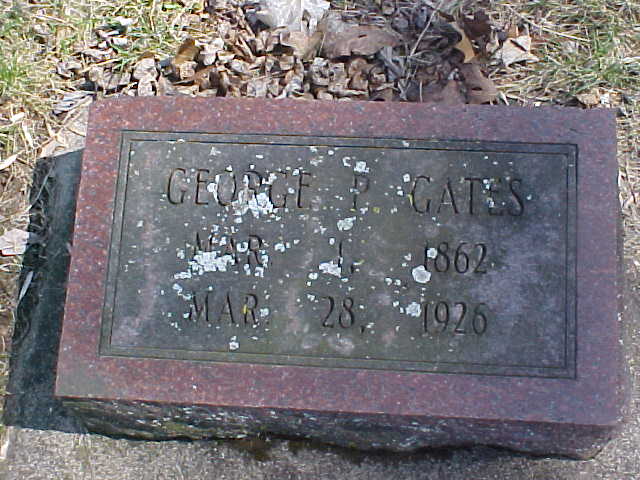 GEORGE P. GATES
MAR. 1, 1862
MAR. 28, 1926